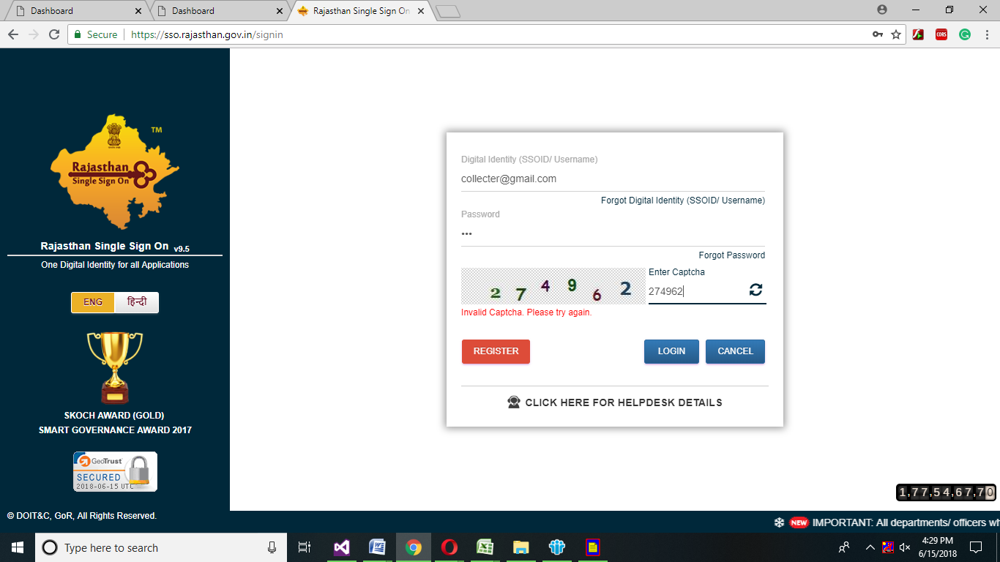 Dashboard
Dashboard
Rajasthan Single Sign On
Secure
https://sso.rajasthan.gov.in/signin
CORS
TM
Rajasthan
Single Sign On
Rajasthan Single Sign On v9.5
One Digital Identity for all Applications
ENG
हिन्दी
SKOCH AWARD (GOLD)
SMART GOVERNANCE AWARD 2017
GeoTrust
SECURED
2018-06-15 UTC
© DOIT&C, GoR, All Rights Reserved.
Digital Identity (SSOID/ Username)
collecter@gmail.com
Forgot Digital Identity (SSOID/ Username)
Password
•••
Forgot Password
2 7 4 9 6 2
Enter Captcha
274962
Invalid Captcha. Please try again.
REGISTER
LOGIN
CANCEL
CLICK HERE FOR HELPDESK DETAILS
1,77,54,67,70
NEW IMPORTANT: All departments/ officers wh
Type here to search
4:29 PM
6/15/2018